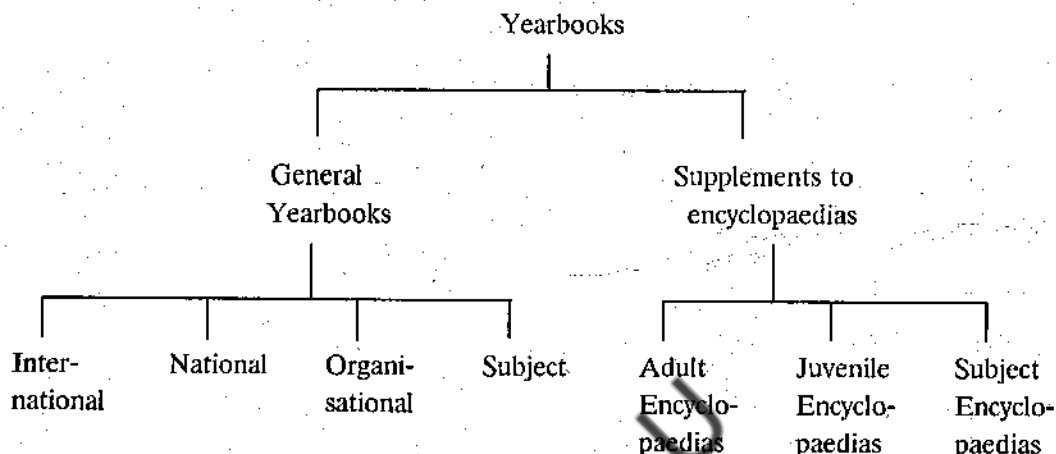 Yearbooks
General
Yearbooks
Supplements to
encyclopaedias
Inter-
national
National
Organi-
sational
Subject
Adult
Encyclo-
paedias
Juvenile
Encyclo-
paedias
Subject
Encyclo-
paedias